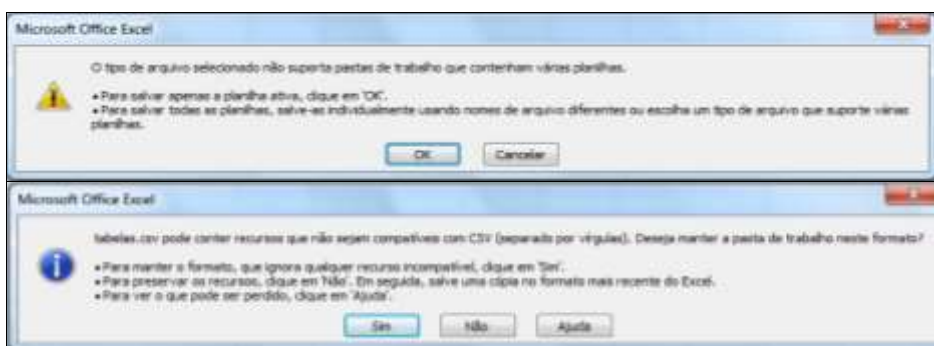 Microsoft Office Excel
O tipo de arquivo selecionado não suporta pastas de trabalho que contenham várias planilhas.
• Para salvar apenas a planilha ativa, clique em 'OK'.
• Para salvar todas as planilhas, salve-as individualmente usando nomes de arquivo diferentes ou escolha um tipo de arquivo que suporte várias
planilhas.
OK Cancelar
Microsoft Office Excel
tabelas.csv pode conter recursos que não sejam compatíveis com CSV (separado por vírgulas). Deseja manter a pasta de trabalho neste formato?
• Para manter o formato, que ignora qualquer recurso incompatível, clique em 'Sim'.
• Para preservar os recursos, clique em 'Não'. Em seguida, salve uma cópia no formato mais recente do Excel.
• Para ver o que pode ser perdido, clique em 'Ajuda'.
Sim Não Ajuda